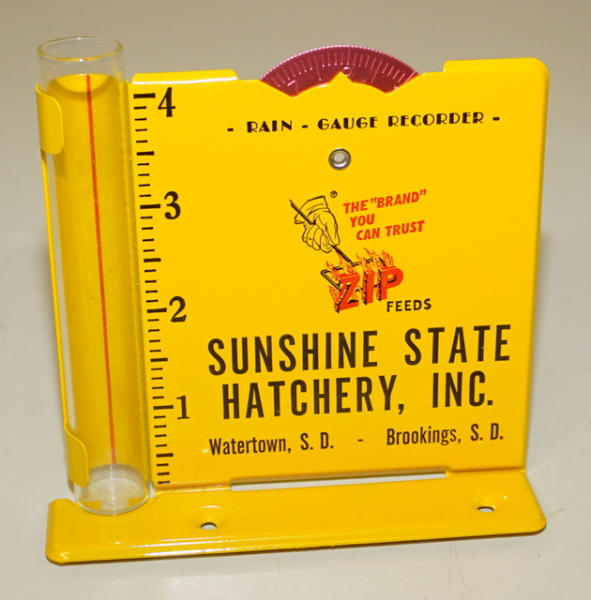 - RAIN - GAUGE RECORDER -
4
3
2
1
®
THE "BRAND"
YOU
CAN TRUST
ZIP
FEEDS
SUNSHINE STATE
HATCHERY, INC.
Watertown, S. D. - Brookings, S. D.